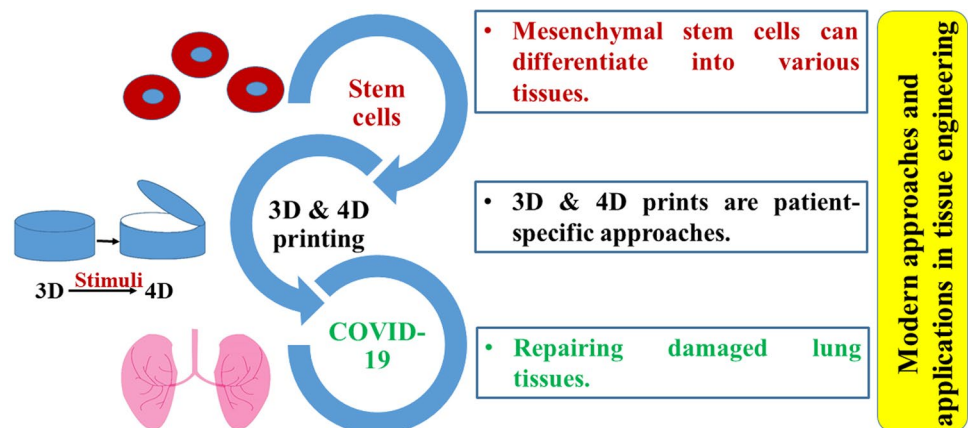 Stem
cells
• Mesenchymal stem cells can
differentiate into various
tissues.
3D & 4D
printing
• 3D & 4D prints are patient-
specific approaches.
Stimuli
3D 4D
COVID-
19
• Repairing damaged lung
tissues.
Modern approaches and
applications in tissue engineering